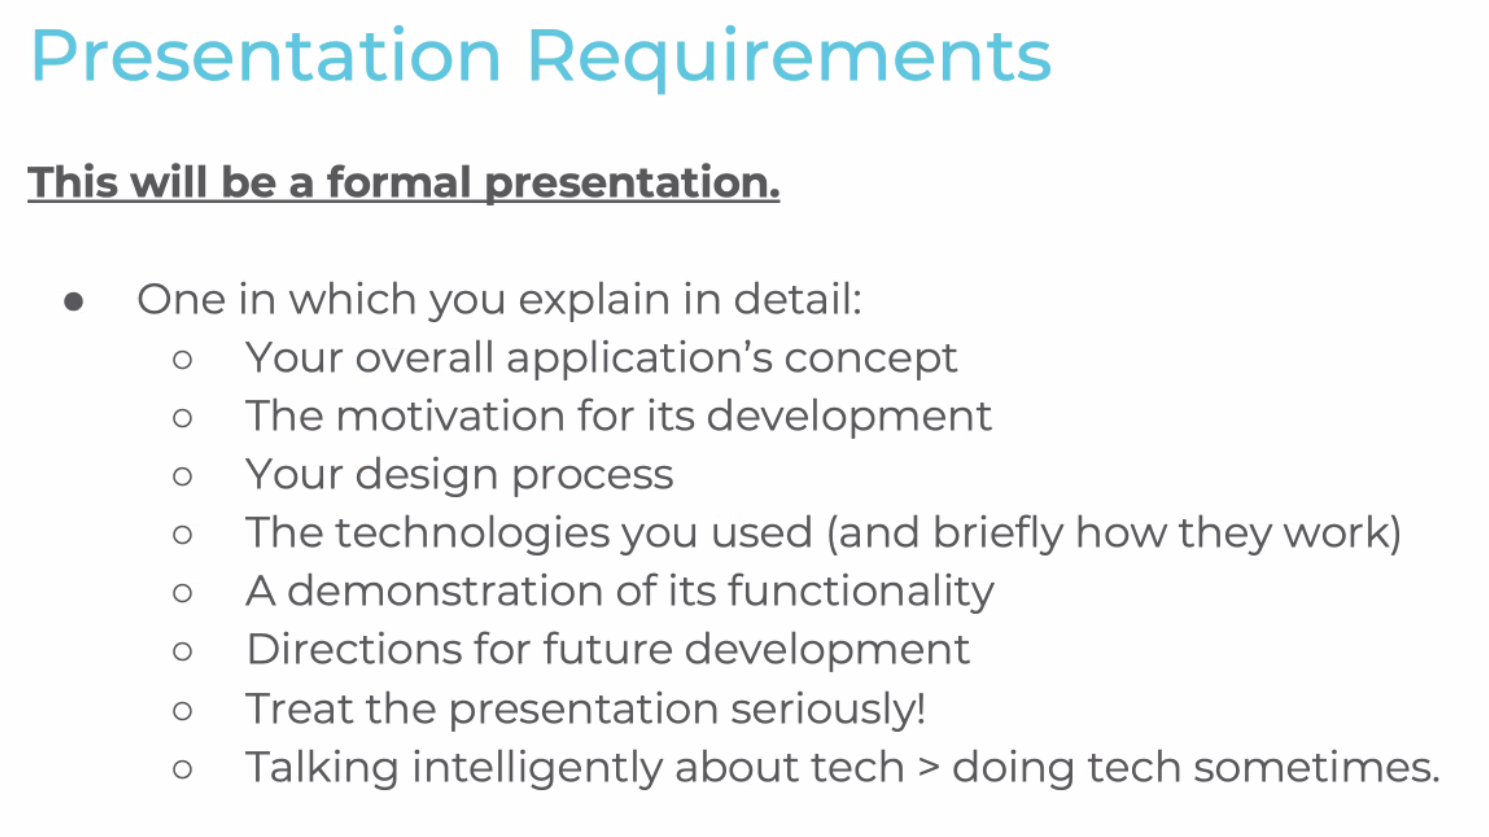 Presentation Requirements
This will be a formal presentation.
● One in which you explain in detail:
○ Your overall application’s concept
○ The motivation for its development
○ Your design process
○ The technologies you used (and briefly how they work)
○ A demonstration of its functionality
○ Directions for future development
○ Treat the presentation seriously!
○ Talking intelligently about tech > doing tech sometimes.